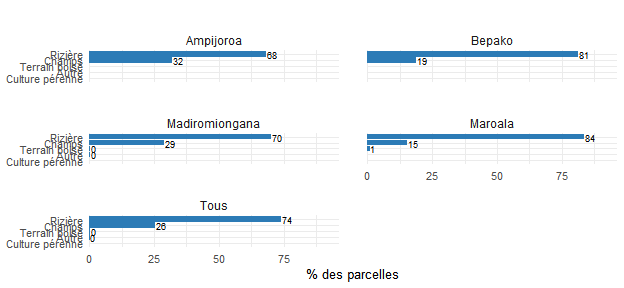 Ampijoroa
Rizière 68
Champs 32
Terrain boisé
Autre
Culture pérenne
Bepako
81
19
Madiromiongana
Rizière 70
Champs 29
Terrain boisé 0
Autre 0
Culture pérenne
Maroala
84
15
1
0 25 50 75
Tous
Rizière 74
Champs 26
Terrain boisé 0
Autre 0
Culture pérenne
0 25 50 75
% des parcelles